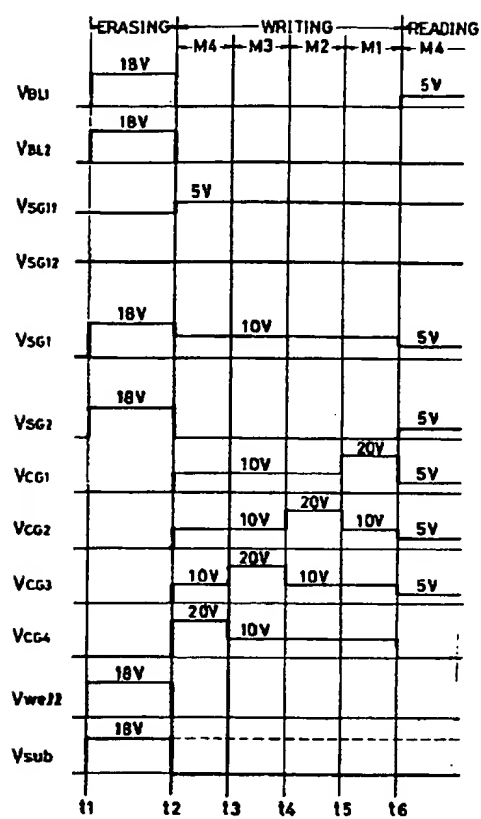 ERASING WRITING READING
M4 M3 M2 M1 M4
VBL1 18V 5V
VBL2 18V
VSG11 5V
VSG12
VSG1 18V 10V 5V
VSG2 18V 5V
VCG1 10V 20V 5V
VCG2 10V 20V 10V 5V
VCG3 10V 20V 10V 5V
VCG4 20V 10V
Vwell2 18V
Vsub 18V
t1 t2 t3 t4 t5 t6